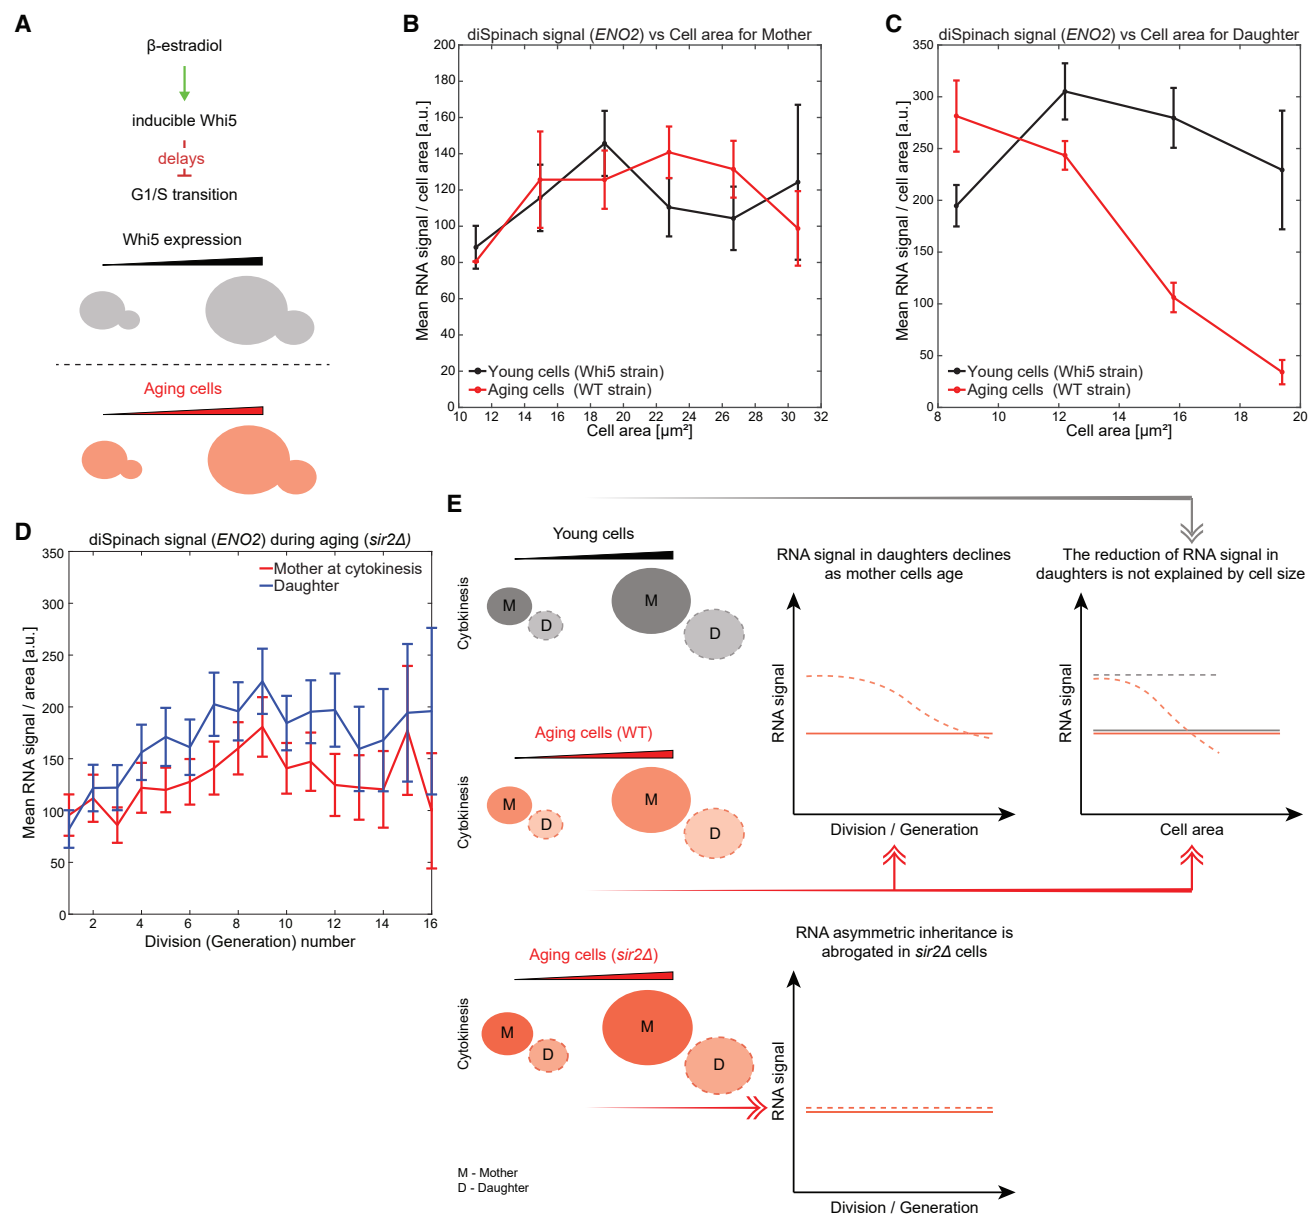 A
β-estradiol
inducible Whi5
delays
G1/S transition
Whi5 expression
Aging cells
B
diSpinach signal (ENO2) vs Cell area for Mother
Mean RNA signal / cell area [a.u.]
200
180
160
140
120
100
80
60
40
20
0
Young cells (Whi5 strain)
Aging cells (WT strain)
10 12 14 16 18 20 22 24 26 28 30 32
Cell area [µm²]
C
diSpinach signal (ENO2) vs Cell area for Daughter
Mean RNA signal / cell area [a.u.]
350
300
250
200
150
100
50
0
Young cells (Whi5 strain)
Aging cells (WT strain)
8 10 12 14 16 18 20
Cell area [µm²]
D
diSpinach signal (ENO2) during aging (sir2Δ)
Mean RNA signal / area [a.u.]
350
300
250
200
150
100
50
0
Mother at cytokinesis
Daughter
2 4 6 8 10 12 14 16
Division (Generation) number
E
Young cells
Cytokinesis
M
D
M
D
Aging cells (WT)
Cytokinesis
M
D
M
D
RNA signal in daughters declines
as mother cells age
RNA signal
Division / Generation
The reduction of RNA signal in
daughters is not explained by cell size
RNA signal
Cell area
Aging cells (sir2Δ)
Cytokinesis
M
D
M
D
RNA asymmetric inheritance is
abrogated in sir2Δ cells
RNA signal
Division / Generation
M - Mother
D - Daughter